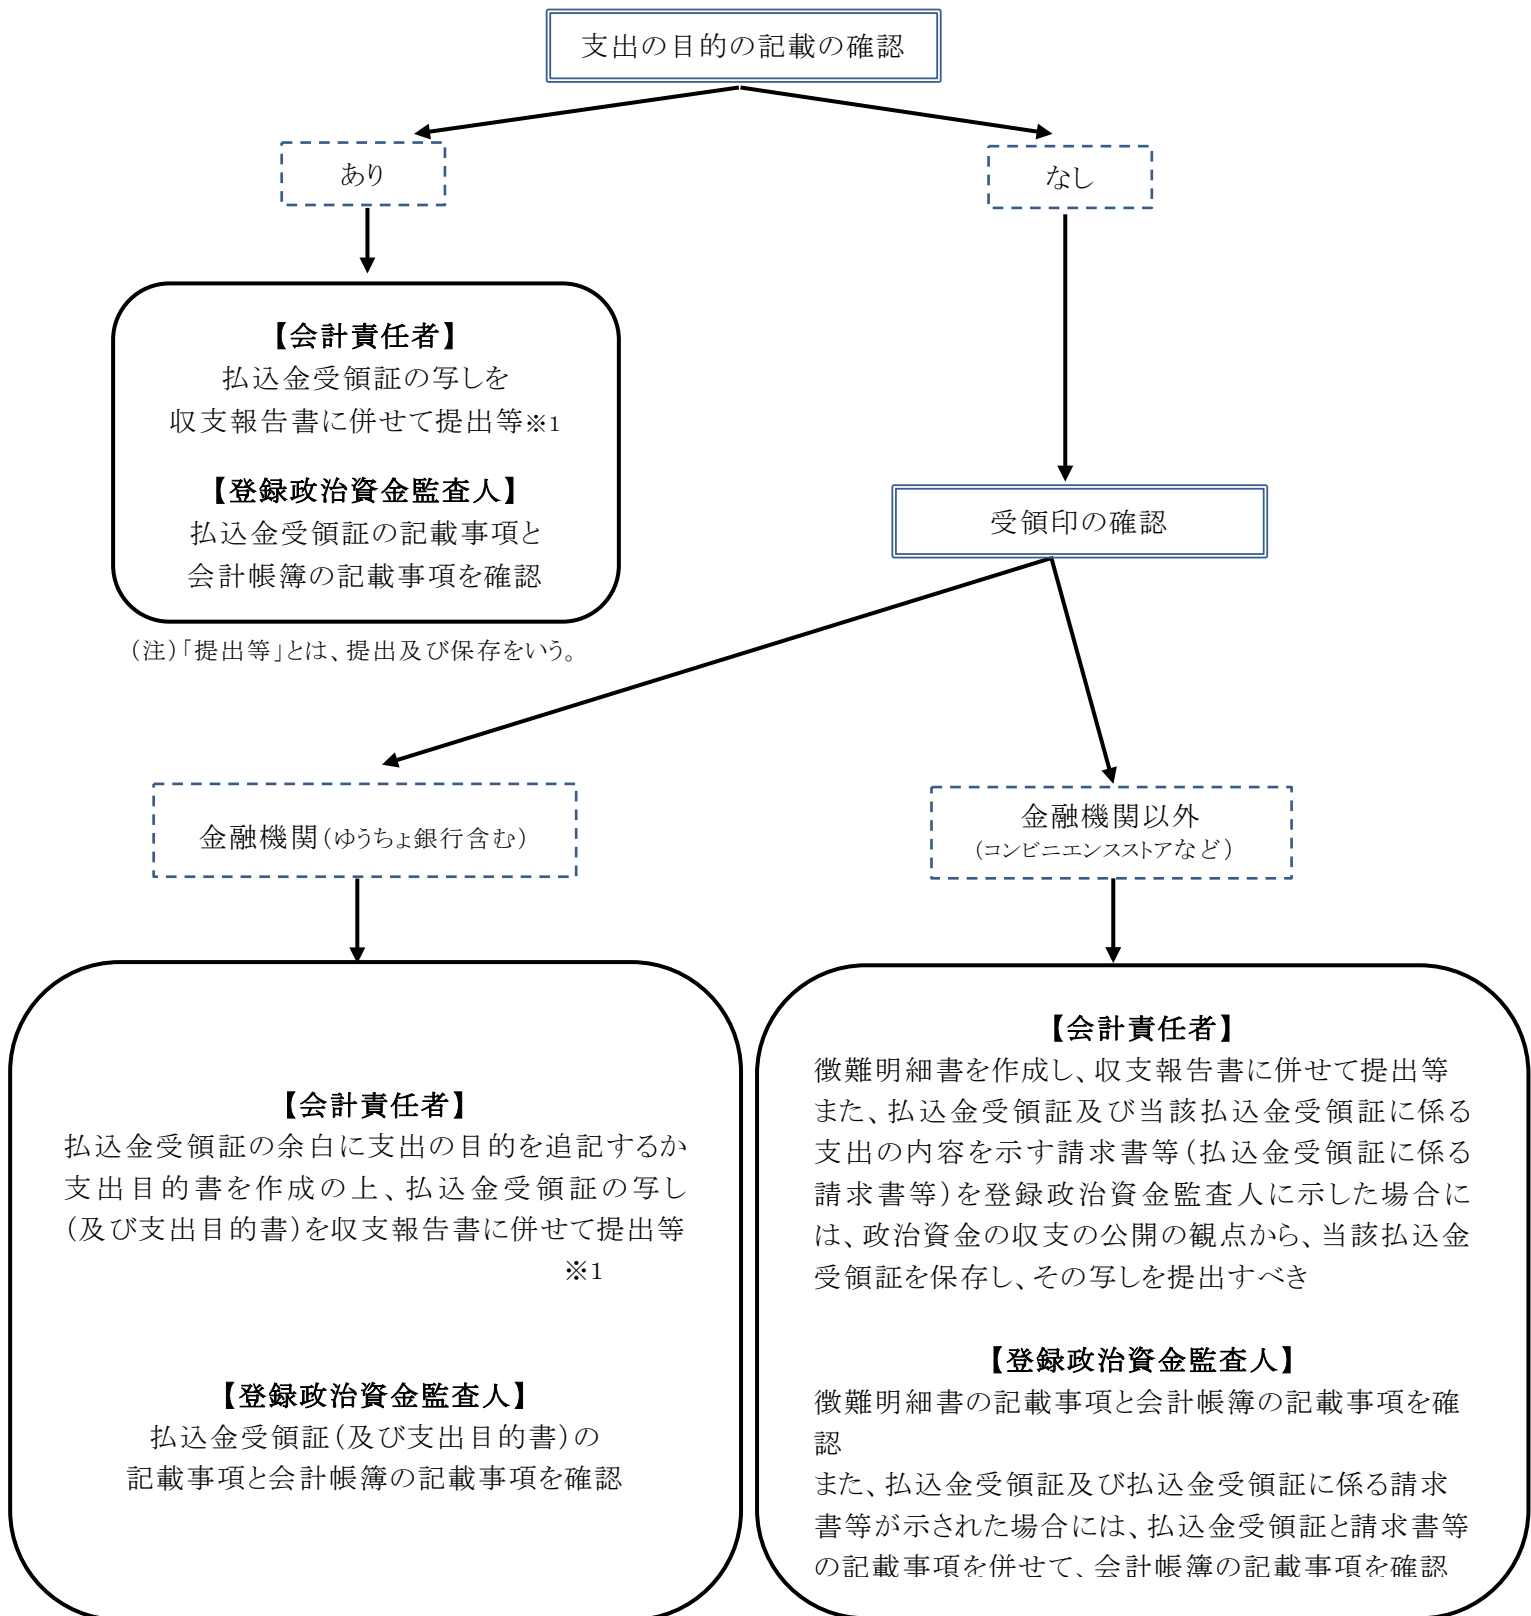 支出の目的の記載の確認
あり
なし
【会計責任者】
払込金受領証の写しを
収支報告書に併せて提出等※1
【登録政治資金監査人】
払込金受領証の記載事項と
会計帳簿の記載事項を確認
（注）「提出等」とは、提出及び保存をいう。
受領印の確認
金融機関（ゆうちょ銀行含む）
金融機関以外
（コンビニエンスストアなど）
【会計責任者】
払込金受領証の余白に支出の目的を追記するか
支出目的書を作成の上、払込金受領証の写し
（及び支出目的書）を収支報告書に併せて提出等
※1
【登録政治資金監査人】
払込金受領証（及び支出目的書）の
記載事項と会計帳簿の記載事項を確認
【会計責任者】
徴難明細書を作成し、収支報告書に併せて提出等
また、払込金受領証及び当該払込金受領証に係る
支出の内容を示す請求書等（払込金受領証に係る
請求書等）を登録政治資金監査人に示した場合に
は、政治資金の収支の公開の観点から、当該払込金
受領証を保存し、その写しを提出すべき
【登録政治資金監査人】
徴難明細書の記載事項と会計帳簿の記載事項を確
認
また、払込金受領証及び払込金受領証に係る請求
書等が示された場合には、払込金受領証と請求書等
の記載事項を併せて、会計帳簿の記載事項を確認